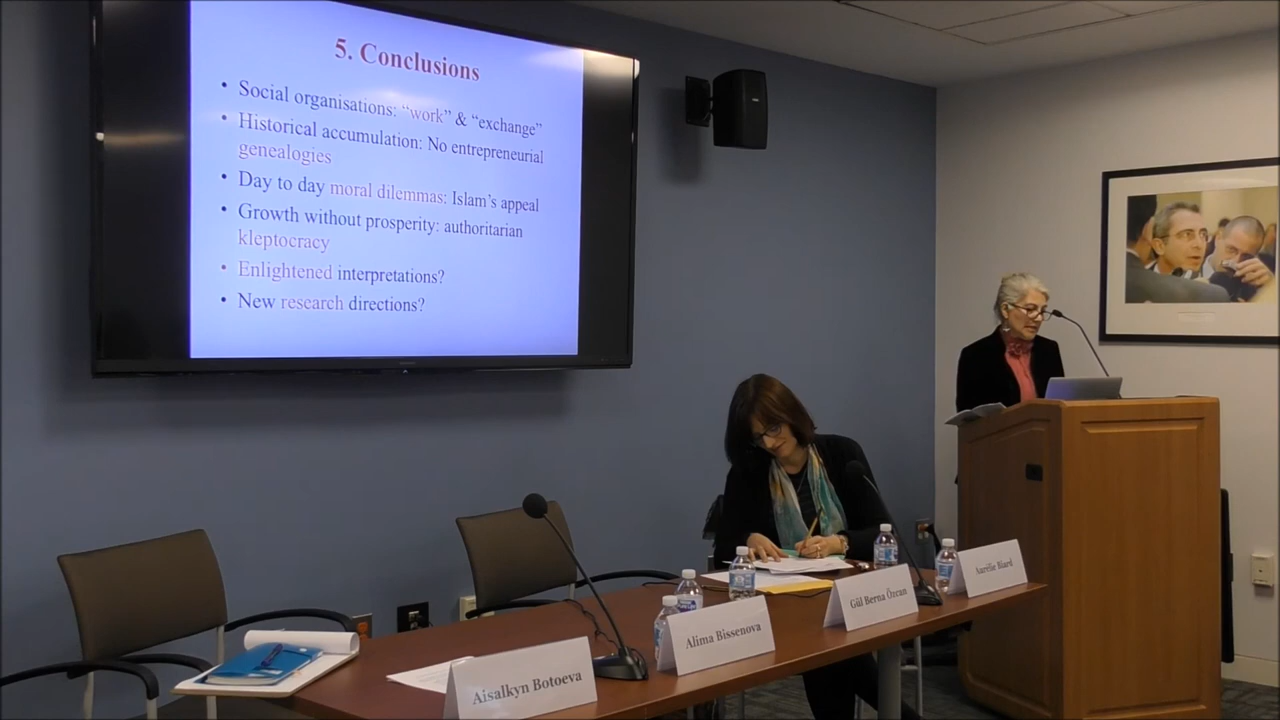 5. Conclusions
• Social organisations: “work” & “exchange”
• Historical accumulation: No entrepreneurial
genealogies
• Day to day moral dilemmas: Islam’s appeal
• Growth without prosperity: authoritarian
kleptocracy
• Enlightened interpretations?
• New research directions?
Aisalkyn Botoeva
Alima Bissenova
Gül Berna Özcan
Aurélie Biard